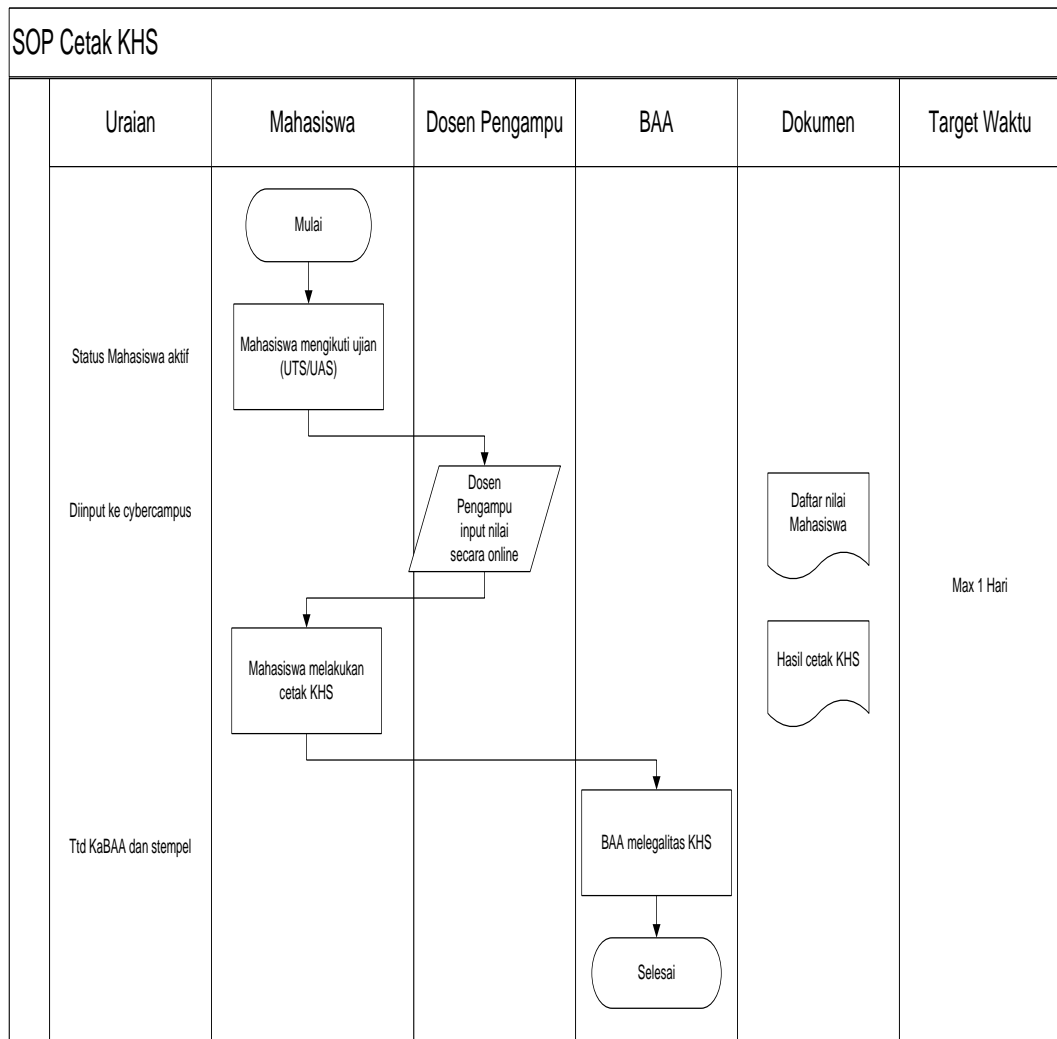 SOP Cetak KHS
Uraian
Mahasiswa
Dosen Pengampu
BAA
Dokumen
Target Waktu
Mulai
Status Mahasiswa aktif
Mahasiswa mengikuti ujian
(UTS/UAS)
Diinput ke cybercampus
Dosen
Pengampu
input nilai
secara online
Daftar nilai
Mahasiswa
Max 1 Hari
Mahasiswa melakukan
cetak KHS
Hasil cetak KHS
Ttd KaBAA dan stempel
BAA melegalitas KHS
Selesai